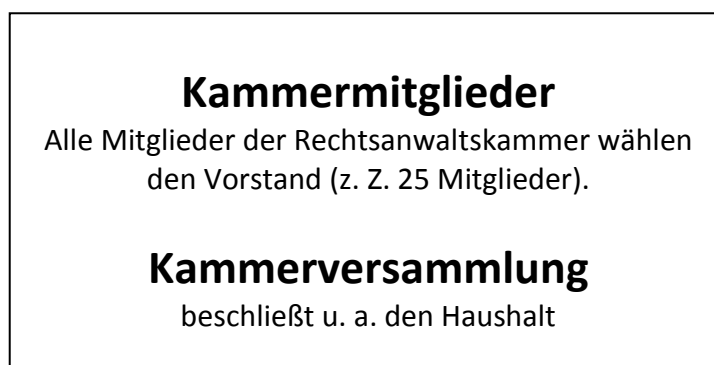 Kammermitglieder
Alle Mitglieder der Rechtsanwaltskammer wählen
den Vorstand (z. Z. 25 Mitglieder).
Kammerversammlung
beschließt u. a. den Haushalt